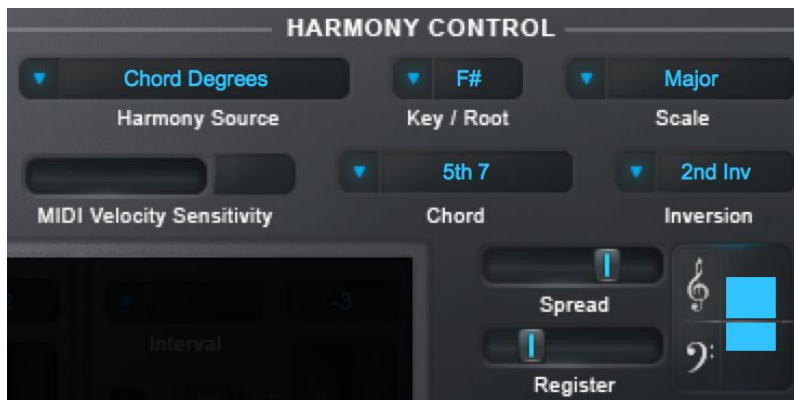 HARMONY CONTROL
Chord Degrees F# Major
Harmony Source Key / Root Scale
5th 7 2nd Inv
MIDI Velocity Sensitivity Chord Inversion
Spread
-3
Interval
Register